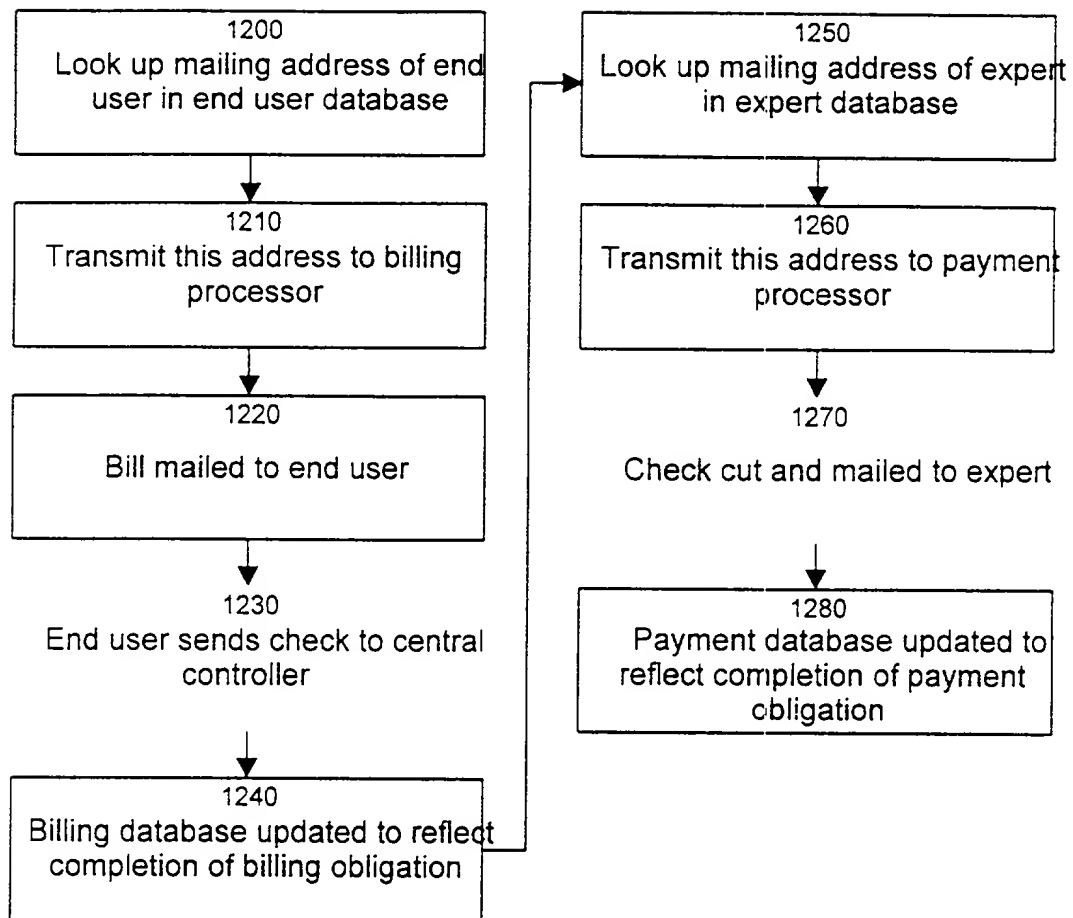 1200
Look up mailing address of end
user in end user database
1210
Transmit this address to billing
processor
1220
Bill mailed to end user
1230
End user sends check to central
controller
1240
Billing database updated to reflect
completion of billing obligation
1250
Look up mailing address of expert
in expert database
1260
Transmit this address to payment
processor
1270
Check cut and mailed to expert
1280
Payment database updated to
reflect completion of payment
obligation